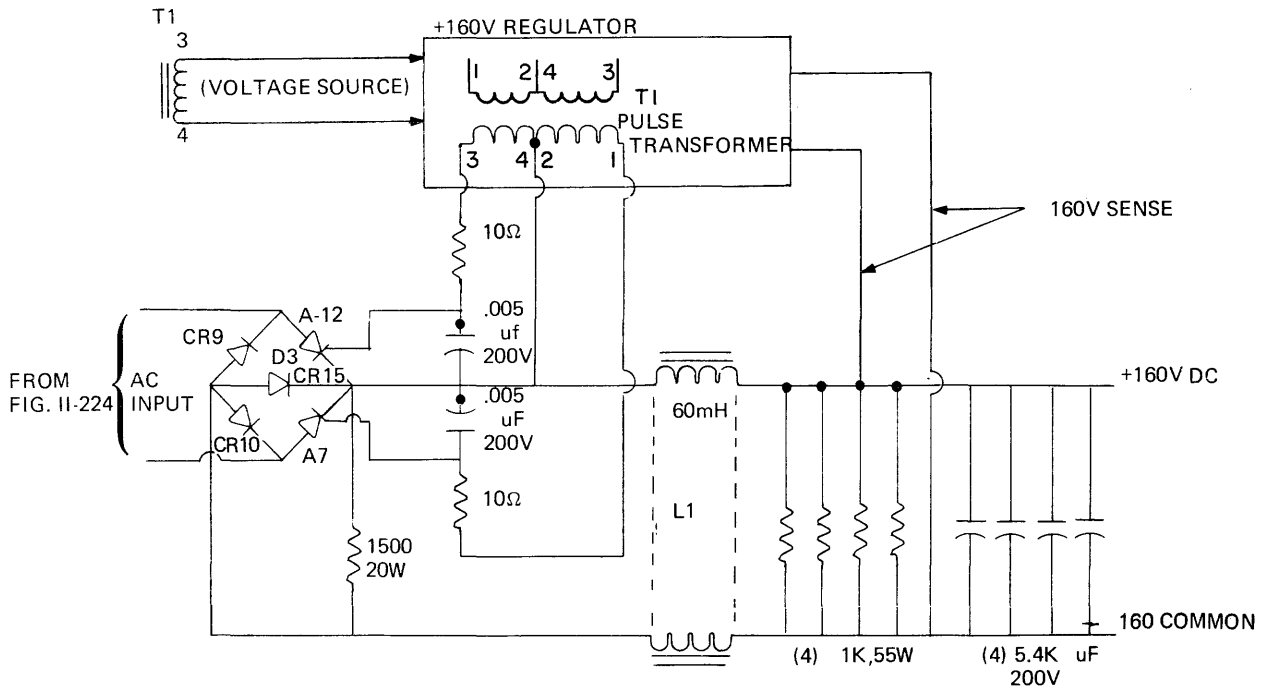 T1
3
(VOLTAGE SOURCE)
4
+160V REGULATOR
1 2 4 3
T1
PULSE
TRANSFORMER
3 4 2 1
160V SENSE
10Ω
.005
uf
200V
A-12
CR9
D3
CR15
FROM
FIG. II-224
AC
INPUT
CR10
A7
.005
uF
200V
10Ω
1500
20W
60mH
L1
+160V DC
160 COMMON
(4) 1K,55W
(4) 5.4K uF
200V